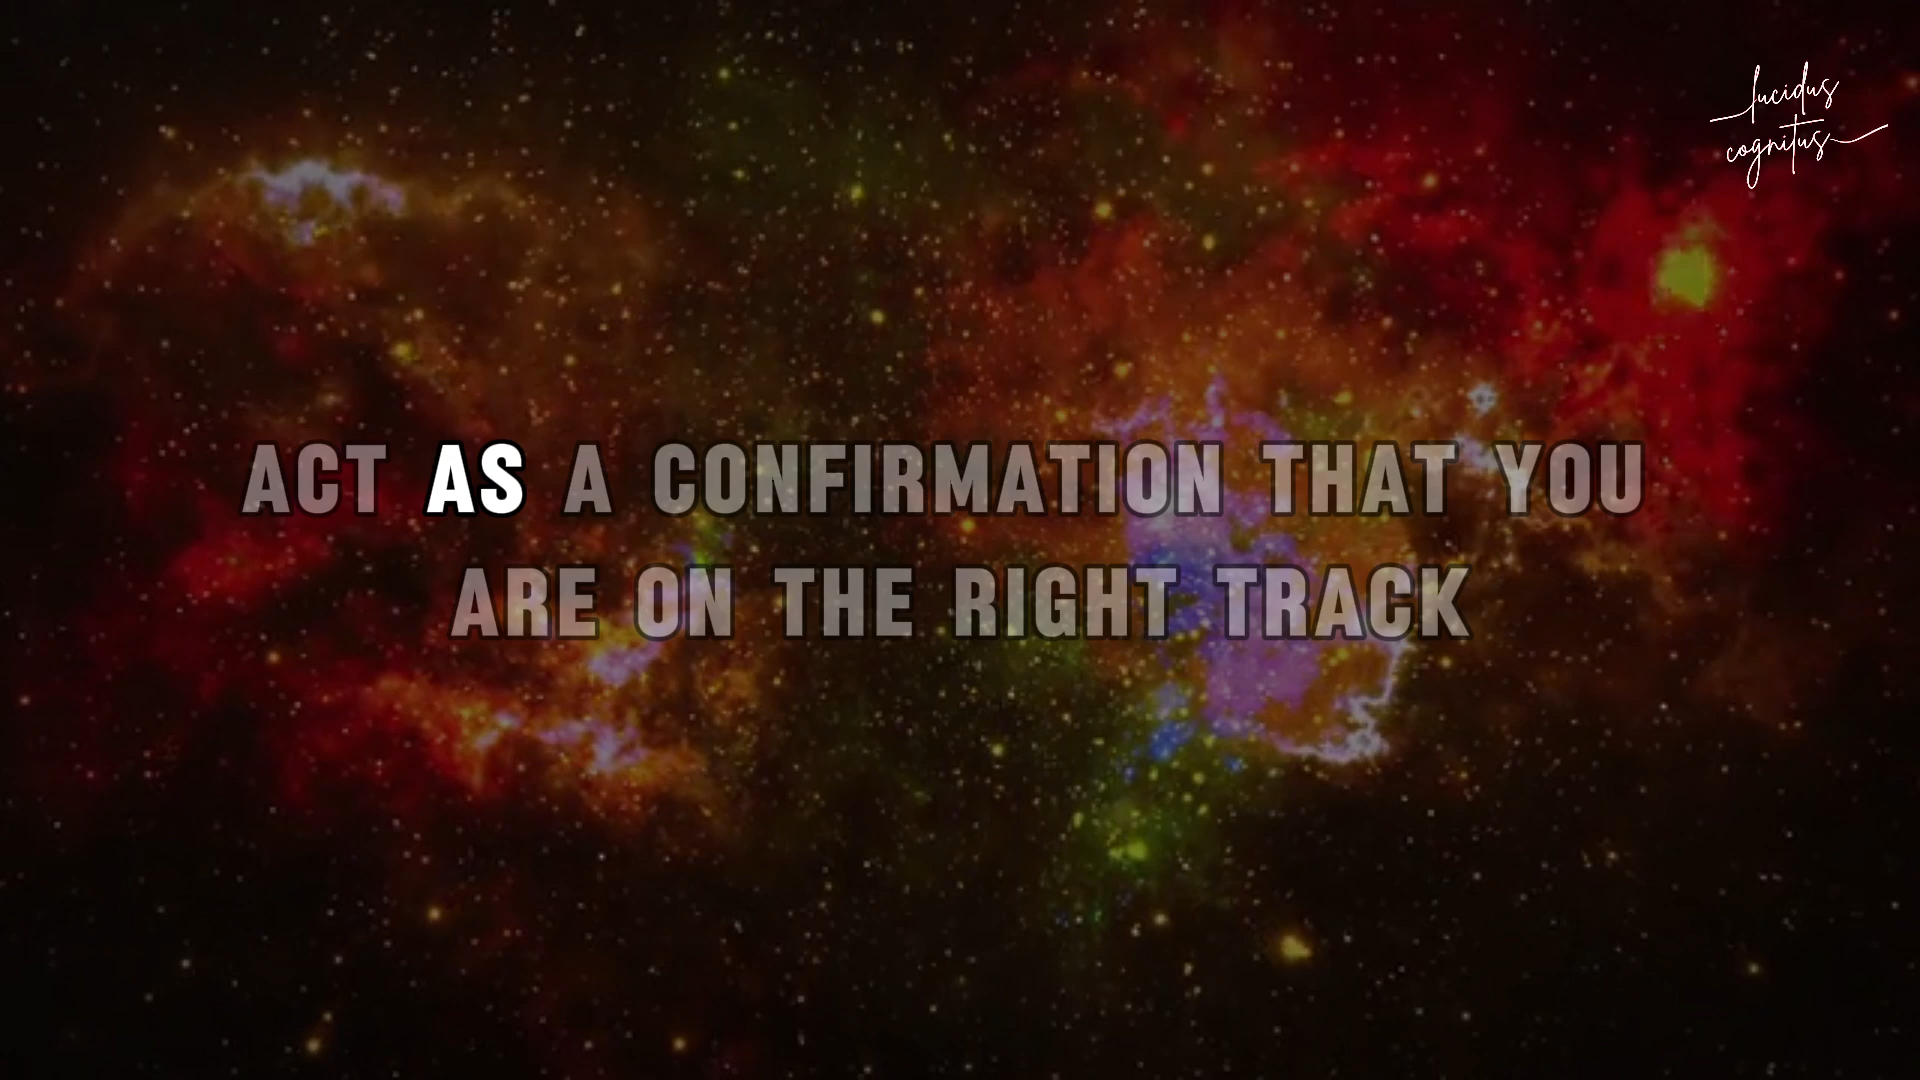 lucidus
cognitus
ACT AS A CONFIRMATION THAT YOU
ARE ON THE RIGHT TRACK